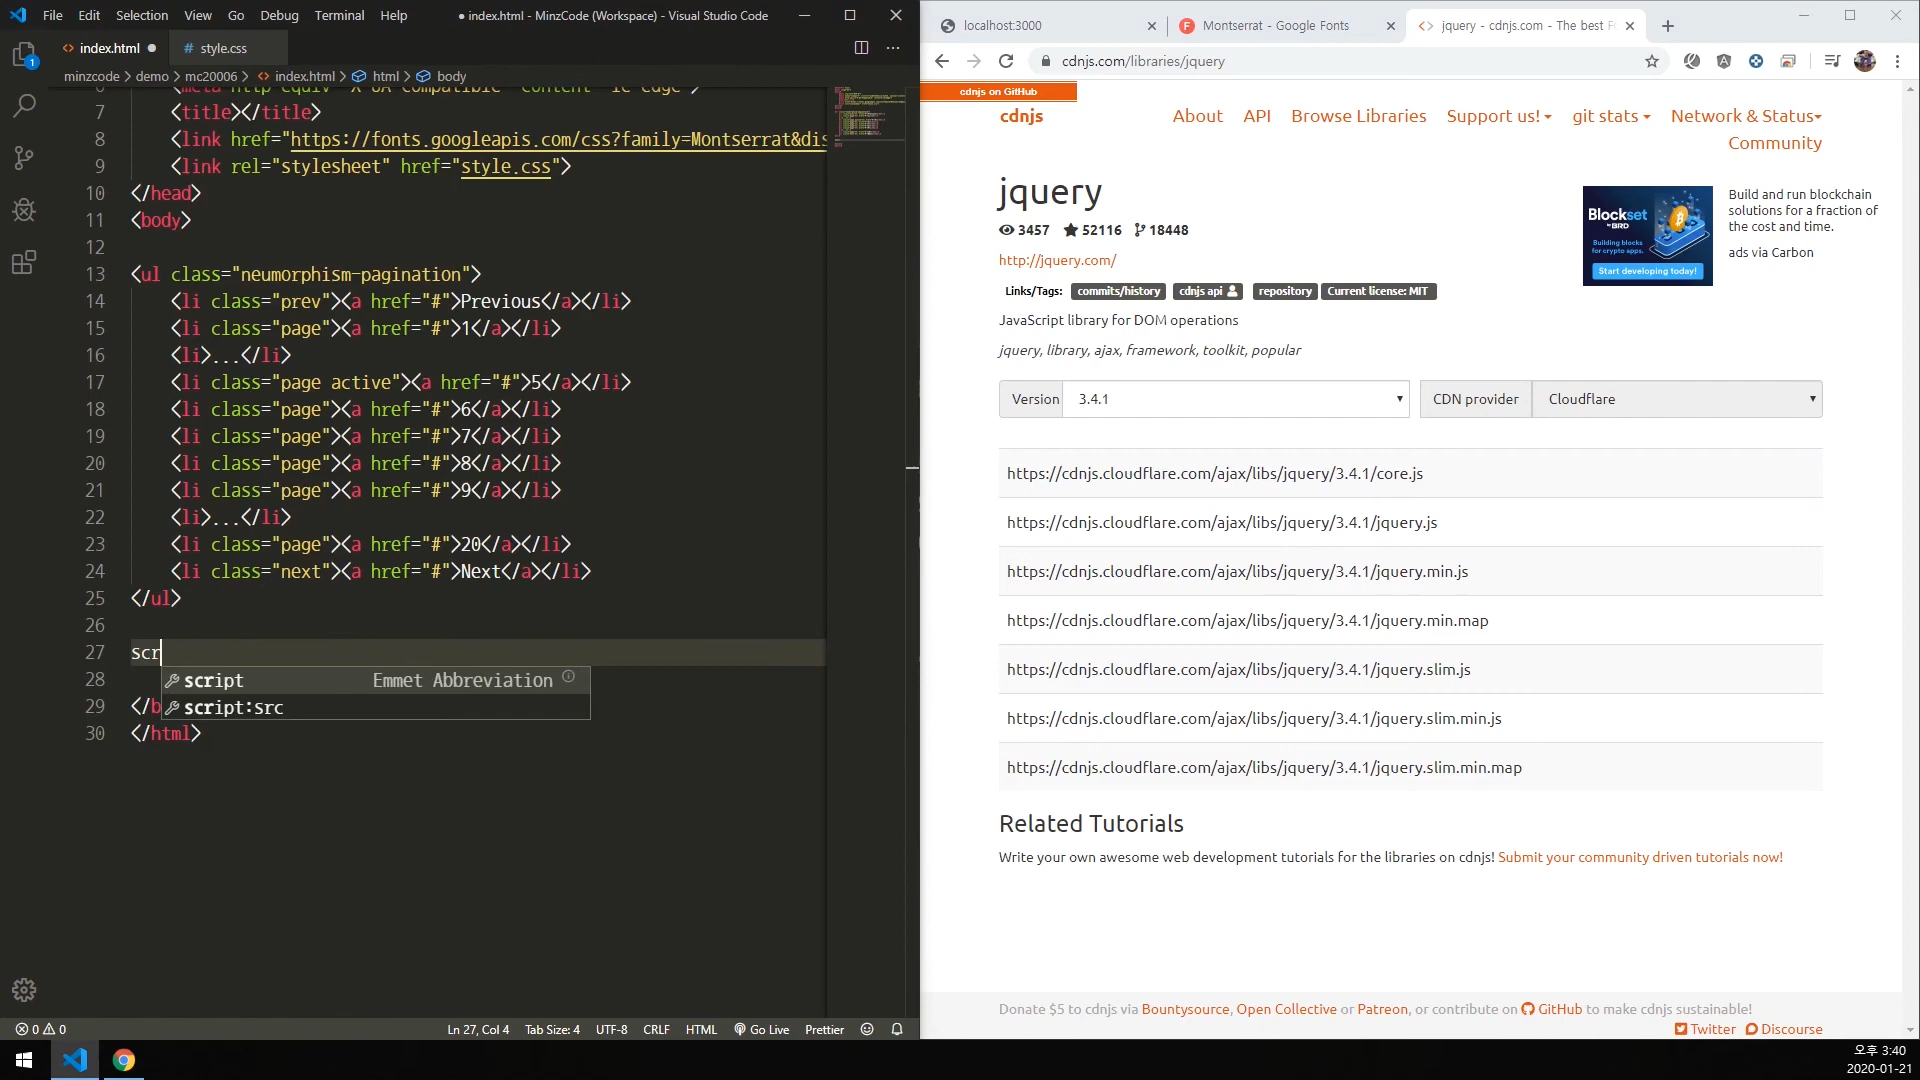 File Edit Selection View Go Debug Terminal Help
● index.html - MinzCode (Workspace) - Visual Studio Code
<> index.html ● # style.css
minzcode > demo > mc20006 > <> index.html > html > body
1
7 <title></title>
8 <link href="https://fonts.googleapis.com/css?family=Montserrat&dis
9 <link rel="stylesheet" href="style.css">
10 </head>
11 <body>
12
13 <ul class="neumorphism-pagination">
14 <li class="prev"><a href="#">Previous</a></li>
15 <li class="page"><a href="#">1</a></li>
16 <li>...</li>
17 <li class="page active"><a href="#">5</a></li>
18 <li class="page"><a href="#">6</a></li>
19 <li class="page"><a href="#">7</a></li>
20 <li class="page"><a href="#">8</a></li>
21 <li class="page"><a href="#">9</a></li>
22 <li>...</li>
23 <li class="page"><a href="#">20</a></li>
24 <li class="next"><a href="#">Next</a></li>
25 </ul>
26
27 scr
28 script Emmet Abbreviation
29 </b script:src
30 </html>
0 0 Ln 27, Col 4 Tab Size: 4 UTF-8 CRLF HTML Go Live Prettier
localhost:3000
Montserrat - Google Fonts
<> jquery - cdnjs.com - The best F
cdnjs.com/libraries/jquery
cdnjs on GitHub
cdnjs
About API Browse Libraries Support us! git stats Network & Status
Community
jquery
3457 52116 18448
http://jquery.com/
Links/Tags: commits/history cdnjs api repository Current license: MIT
JavaScript library for DOM operations
jquery, library, ajax, framework, toolkit, popular
Blockset
by BRD
Building blocks
for crypto apps.
Start developing today!
Build and run blockchain
solutions for a fraction of
the cost and time.
ads via Carbon
Version 3.4.1 CDN provider Cloudflare
https://cdnjs.cloudflare.com/ajax/libs/jquery/3.4.1/core.js
https://cdnjs.cloudflare.com/ajax/libs/jquery/3.4.1/jquery.js
https://cdnjs.cloudflare.com/ajax/libs/jquery/3.4.1/jquery.min.js
https://cdnjs.cloudflare.com/ajax/libs/jquery/3.4.1/jquery.min.map
https://cdnjs.cloudflare.com/ajax/libs/jquery/3.4.1/jquery.slim.js
https://cdnjs.cloudflare.com/ajax/libs/jquery/3.4.1/jquery.slim.min.js
https://cdnjs.cloudflare.com/ajax/libs/jquery/3.4.1/jquery.slim.min.map
Related Tutorials
Write your own awesome web development tutorials for the libraries on cdnjs! Submit your community driven tutorials now!
Donate $5 to cdnjs via Bountysource, Open Collective or Patreon, or contribute on GitHub to make cdnjs sustainable!
Twitter Discourse
오후 3:40
2020-01-21